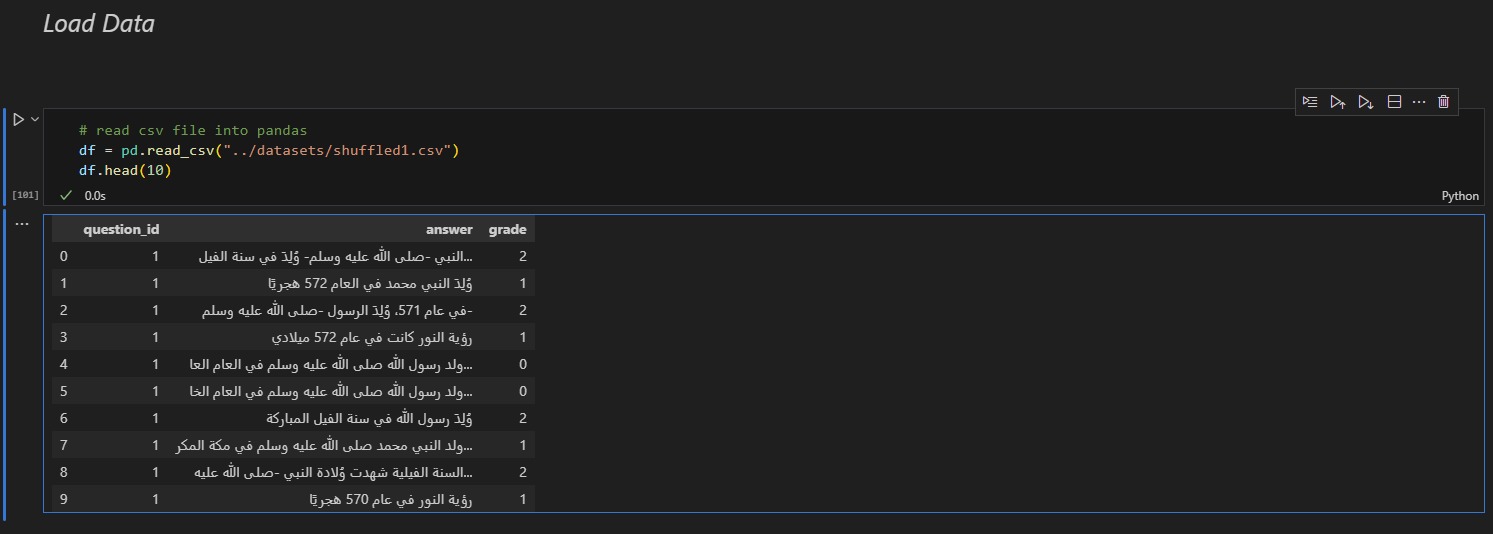 Load Data
# read csv file into pandas
df = pd.read_csv("../datasets/shuffled1.csv")
df.head(10)
[101] 0.0s Python
question_id answer grade
0 1 النبي -صلى الله عليه وسلم- وُلِدَ في سنة الفيل... 2
1 1 وُلِدَ النبي محمد في العام 572 هجريًا 1
2 1 في عام 571، وُلِدَ الرسول -صلى الله عليه وسلم- 2
3 1 رؤية النور كانت في عام 572 ميلادي 1
4 1 ولد رسول الله صلى الله عليه وسلم في العام العا... 0
5 1 ولد رسول الله صلى الله عليه وسلم في العام الخا... 0
6 1 وُلِدَ رسول الله في سنة الفيل المباركة 2
7 1 ولد النبي محمد صلى الله عليه وسلم في مكة المكر... 1
8 1 السنة الفيلية شهدت وُلادة النبي -صلى الله عليه... 2
9 1 رؤية النور في عام 570 هجريًا 1